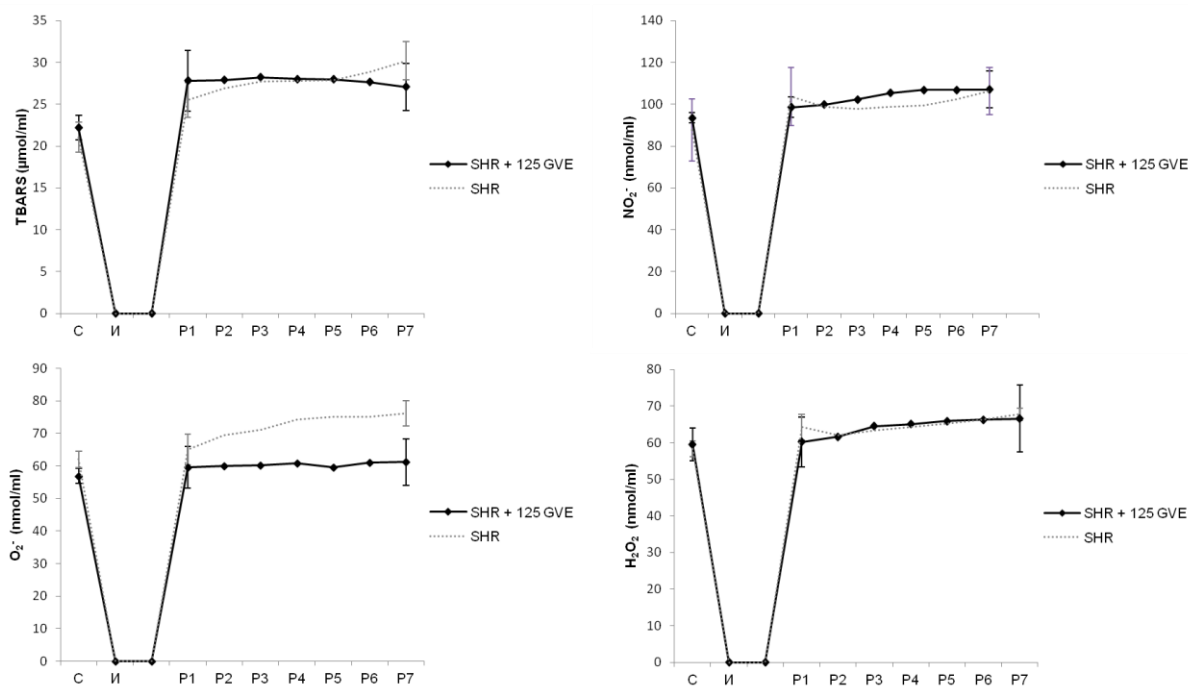 TBARS (µmol/ml)
35
30
25
20
15
10
5
0
С И P1 P2 P3 P4 P5 P6 P7
SHR + 125 GVE
SHR
NO₂⁻ (nmol/ml)
140
120
100
80
60
40
20
0
С И P1 P2 P3 P4 P5 P6 P7
SHR + 125 GVE
SHR
O₂⁻ (nmol/ml)
90
80
70
60
50
40
30
20
10
0
С И P1 P2 P3 P4 P5 P6 P7
SHR + 125 GVE
SHR
H₂O₂ (nmol/ml)
80
70
60
50
40
30
20
10
0
С И P1 P2 P3 P4 P5 P6 P7
SHR + 125 GVE
SHR